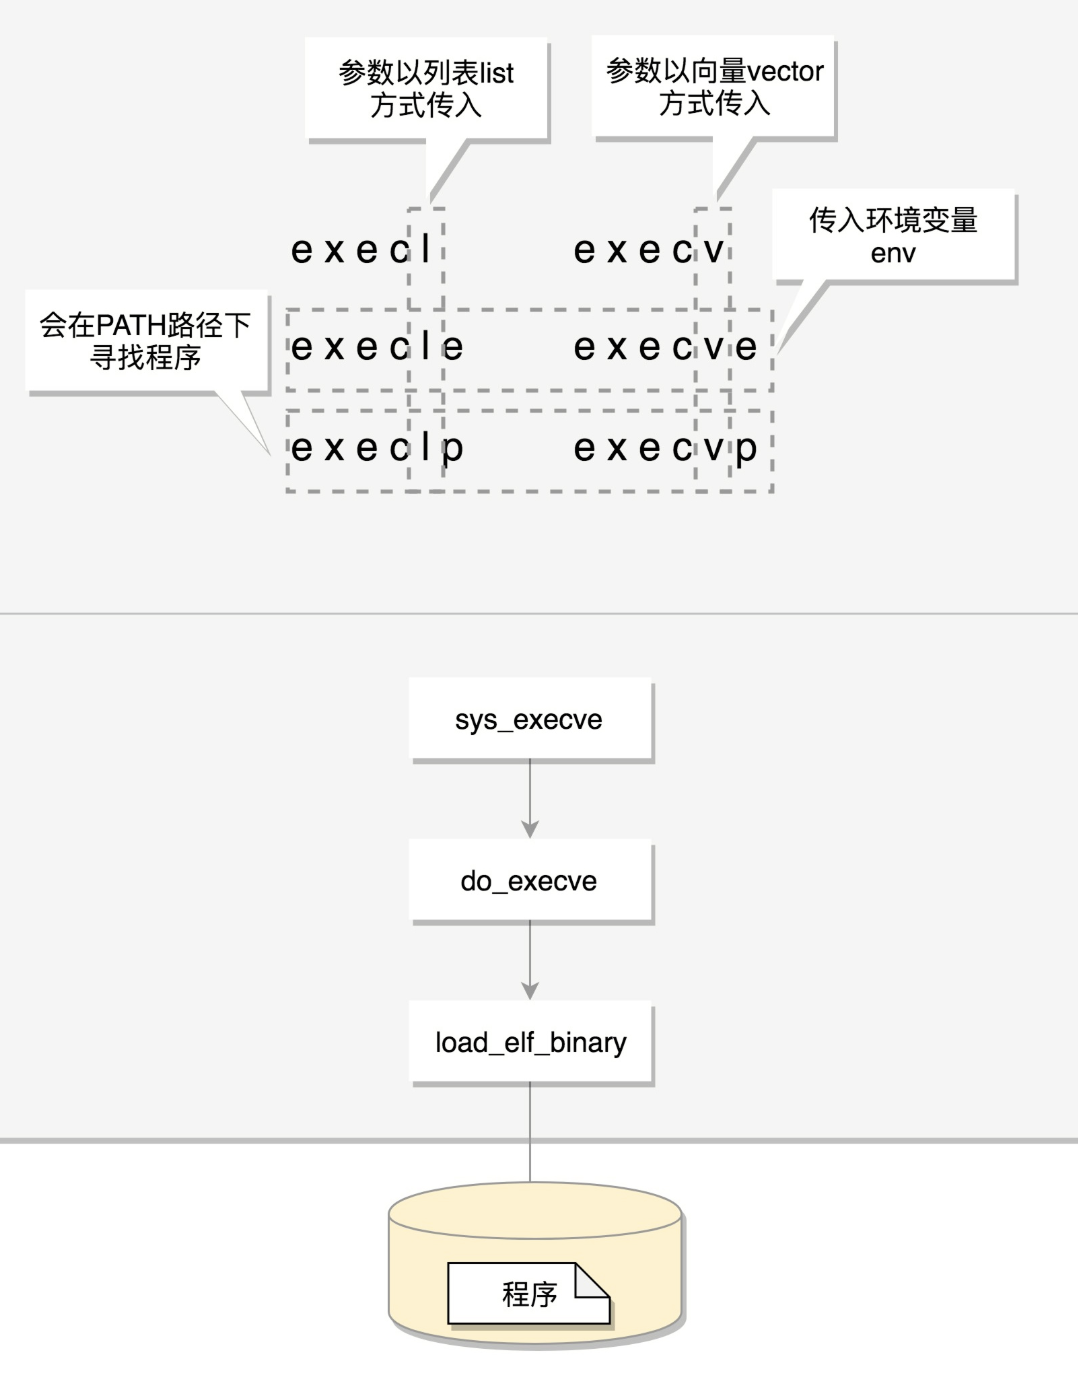 参数以列表list
方式传入
参数以向量vector
方式传入
传入环境变量
env
execl
execv
会在PATH路径下
寻找程序
execle
execve
execlp
execvp
sys_execve
do_execve
load_elf_binary
程序